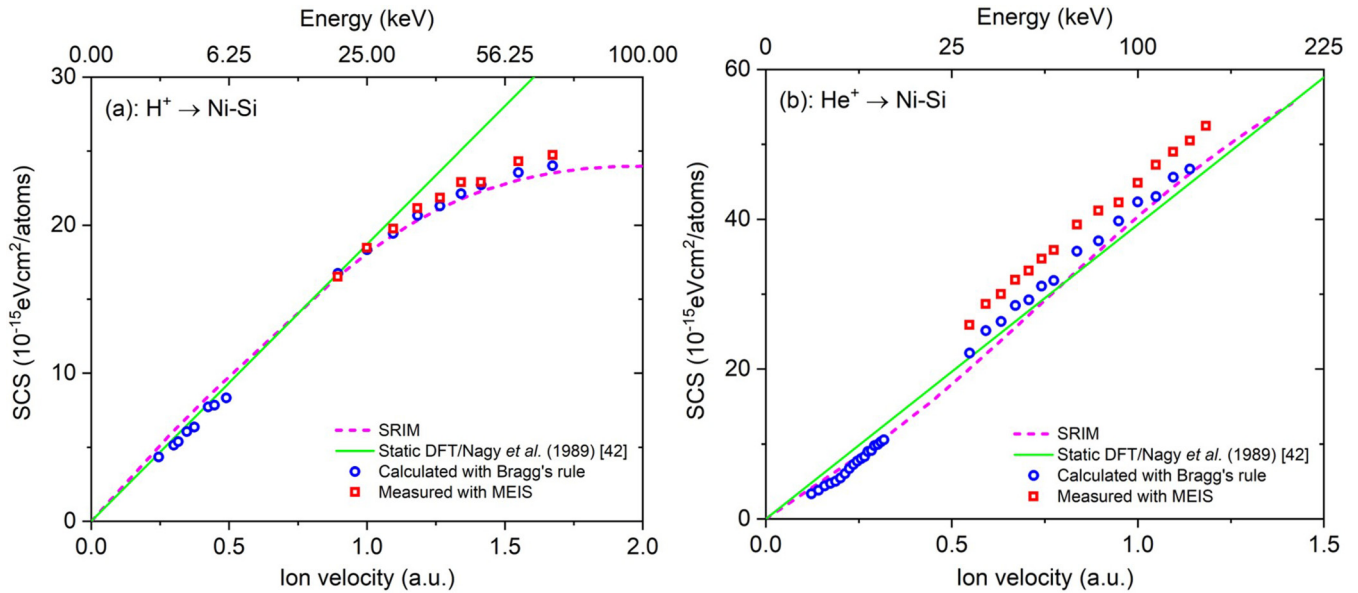 Energy (keV)
0.00 6.25 25.00 56.25 100.00
30
20
10
0
SCS (10⁻¹⁵eVcm²/atoms)
(a): H⁺ → Ni-Si
SRIM
Static DFT/Nagy et al. (1989) [42]
Calculated with Bragg's rule
Measured with MEIS
0.0 0.5 1.0 1.5 2.0
Ion velocity (a.u.)
Energy (keV)
0 25 100 225
60
40
20
0
SCS (10⁻¹⁵eVcm²/atoms)
(b): He⁺ → Ni-Si
SRIM
Static DFT/Nagy et al. (1989) [42]
Calculated with Bragg's rule
Measured with MEIS
0.0 0.5 1.0 1.5
Ion velocity (a.u.)